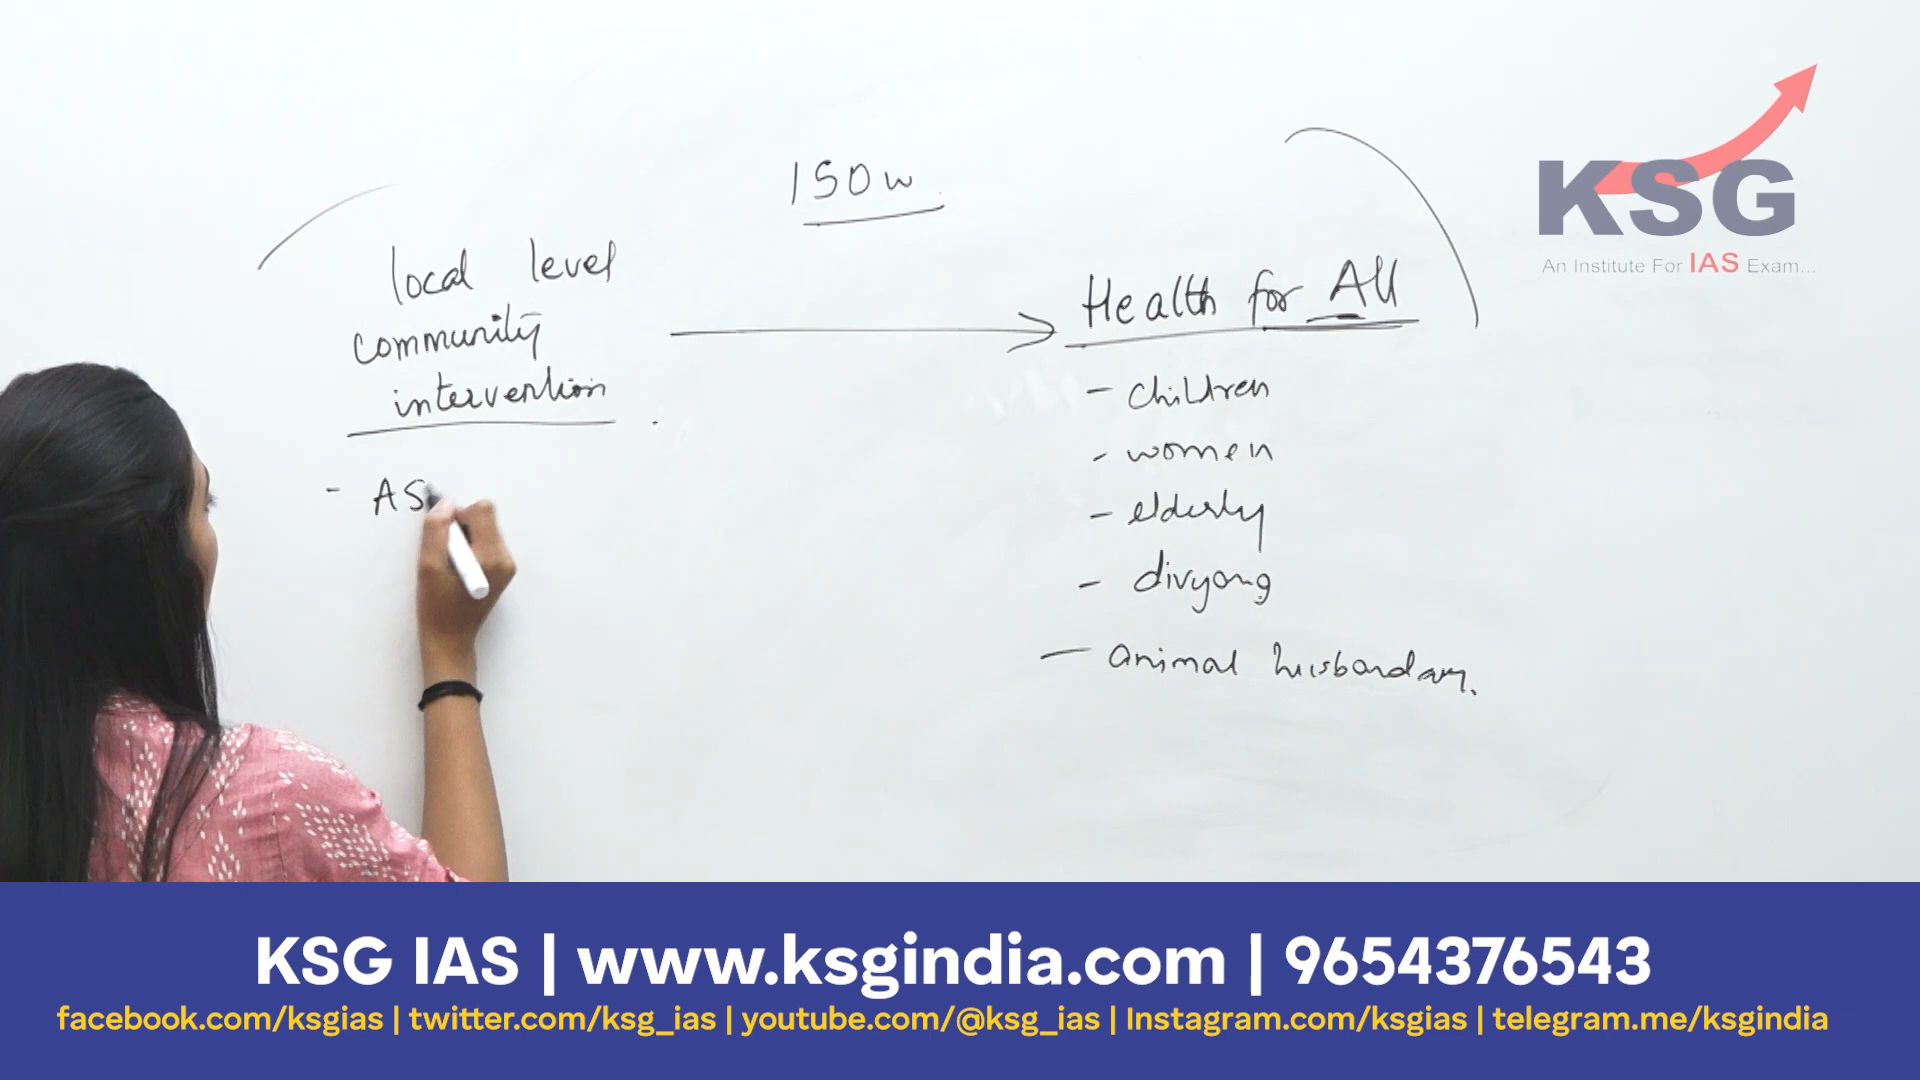 150w
local level
community
intervention
- AS
Health for All
- children
- women
- elderly
- divyang
- animal husbandary.
KSG
An Institute For IAS Exam...
KSG IAS | www.ksgindia.com | 9654376543
facebook.com/ksgias | twitter.com/ksg_ias | youtube.com/@ksg_ias | Instagram.com/ksgias | telegram.me/ksgindia